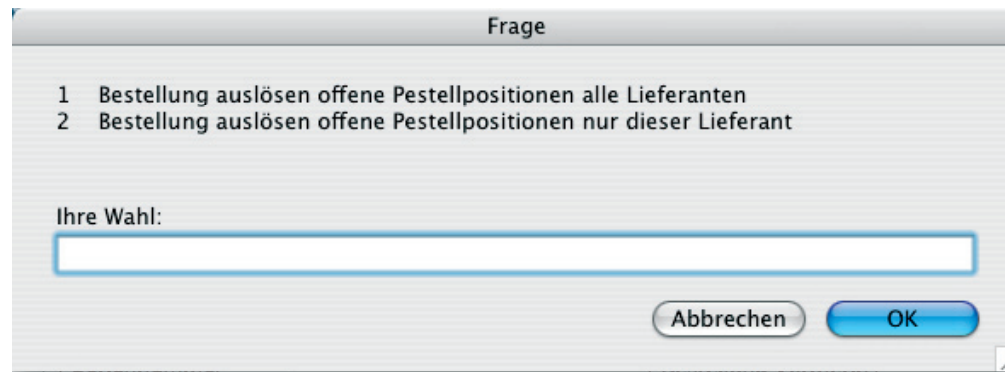 Frage
1 Bestellung auslösen offene Pestellpositionen alle Lieferanten
2 Bestellung auslösen offene Pestellpositionen nur dieser Lieferant
Ihre Wahl:
Abbrechen OK